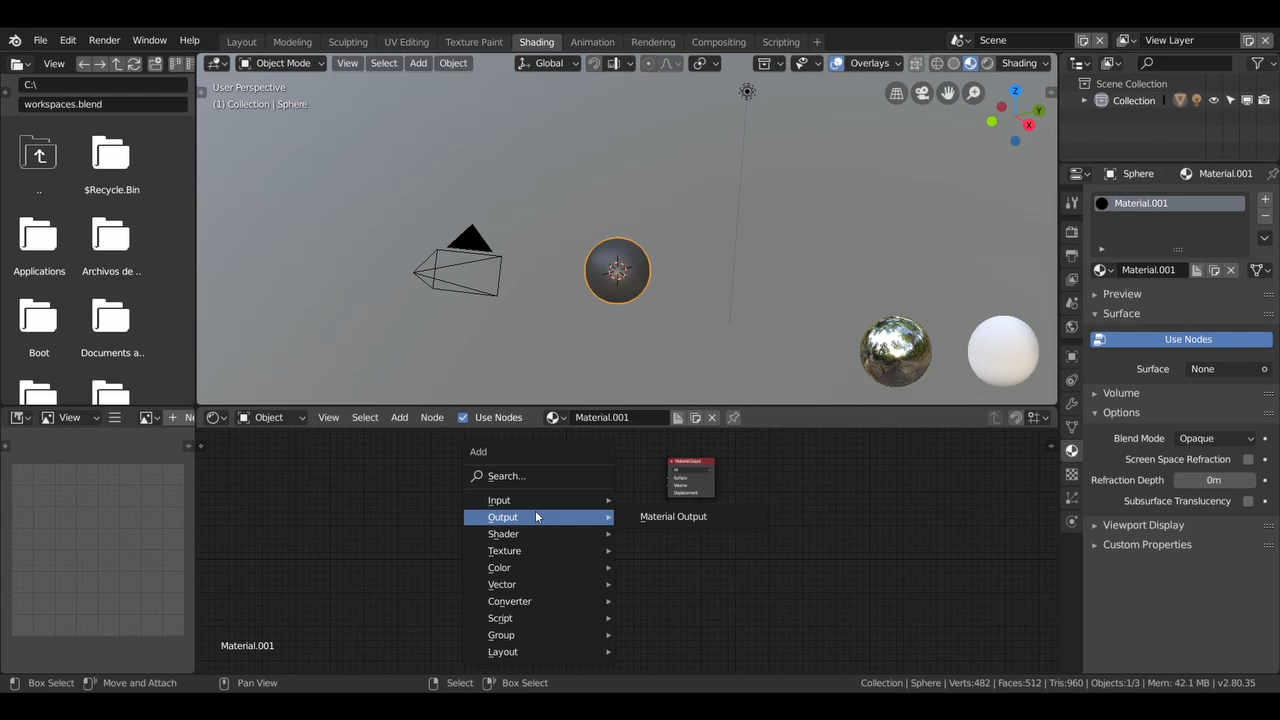 File Edit Render Window Help
Layout Modeling Sculpting UV Editing Texture Paint Shading Animation Rendering Compositing Scripting +
Scene
View Layer
View
C:\
workspaces.blend
..
$Recycle.Bin
Applications
Archivos de ..
Boot
Documents a..
Object Mode View Select Add Object Global Overlays Shading
User Perspective
(1) Collection | Sphere
Z
Y
X
Scene Collection
Collection
Sphere Material.001
Material.001
Material.001
Preview
Surface
Use Nodes
Surface None
Volume
Options
Blend Mode Opaque
Screen Space Refraction
Refraction Depth 0m
Subsurface Translucency
Viewport Display
Custom Properties
View
Object View Select Add Node Use Nodes Material.001
Add
Search...
Input
Output
Shader
Texture
Color
Vector
Converter
Script
Group
Layout
Material Output
Material Output
All
Surface
Volume
Displacement
Material.001
Box Select Move and Attach Pan View Select Box Select
Collection | Sphere | Verts:482 | Faces:512 | Tris:960 | Objects:1/3 | Mem: 42.1 MB | v2.80.35